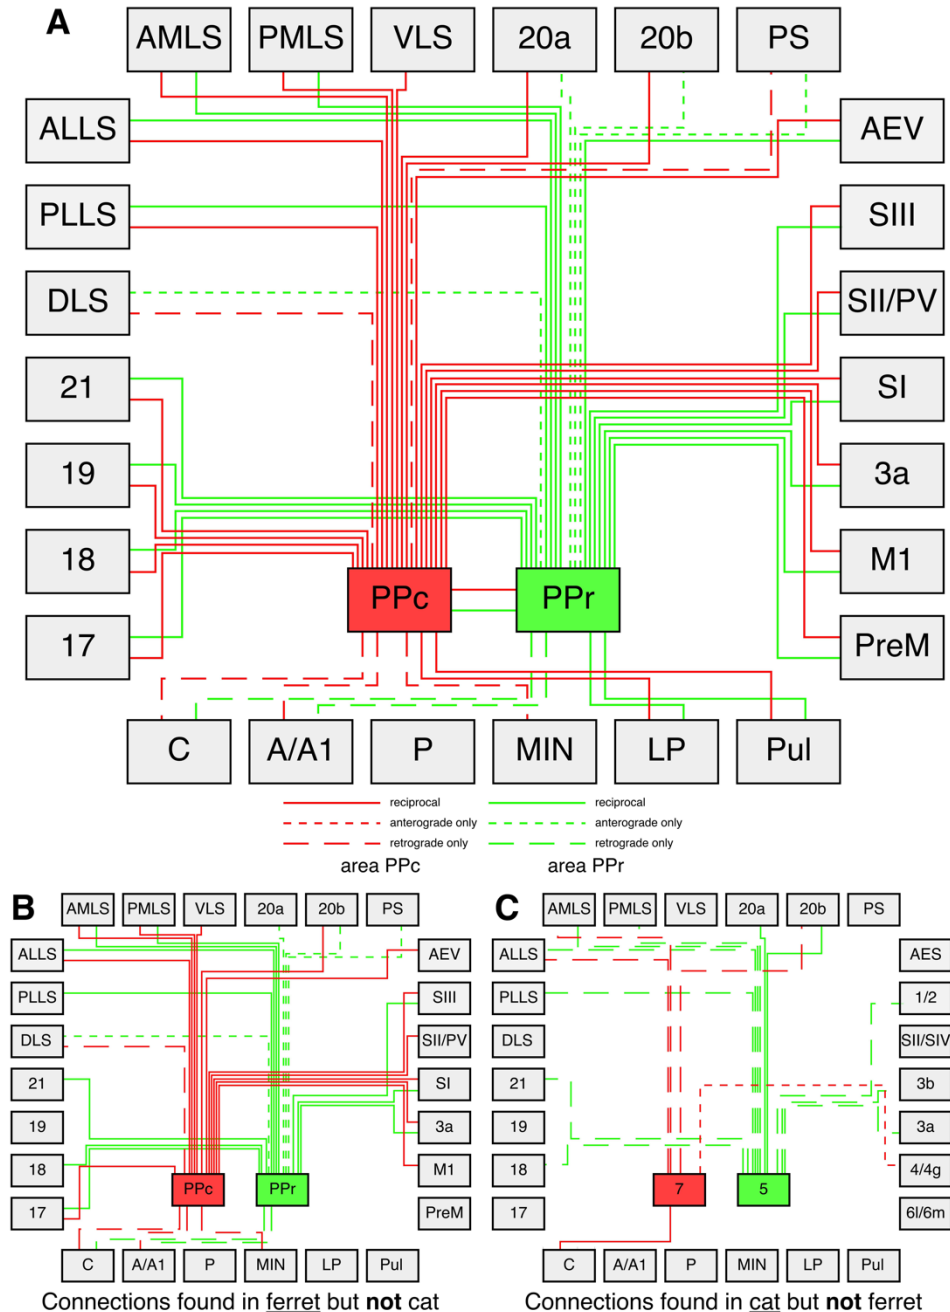 A
AMLS PMLS VLS 20a 20b PS
ALLS AEV
PLLS SIII
DLS SII/PV
21 SI
19 3a
18 M1
PPc PPr
17 PreM
C A/A1 P MIN LP Pul
reciprocal reciprocal
anterograde only anterograde only
retrograde only retrograde only
area PPc area PPr
B
AMLS PMLS VLS 20a 20b PS
ALLS AEV
PLLS SIII
DLS SII/PV
21 SI
19 3a
18 M1
PPc PPr
17 PreM
C A/A1 P MIN LP Pul
Connections found in ferret but not cat
C
AMLS PMLS VLS 20a 20b PS
ALLS AES
PLLS 1/2
DLS SII/SIV
21 3b
19 3a
18 4/4g
7 5
17 6l/6m
C A/A1 P MIN LP Pul
Connections found in cat but not ferret